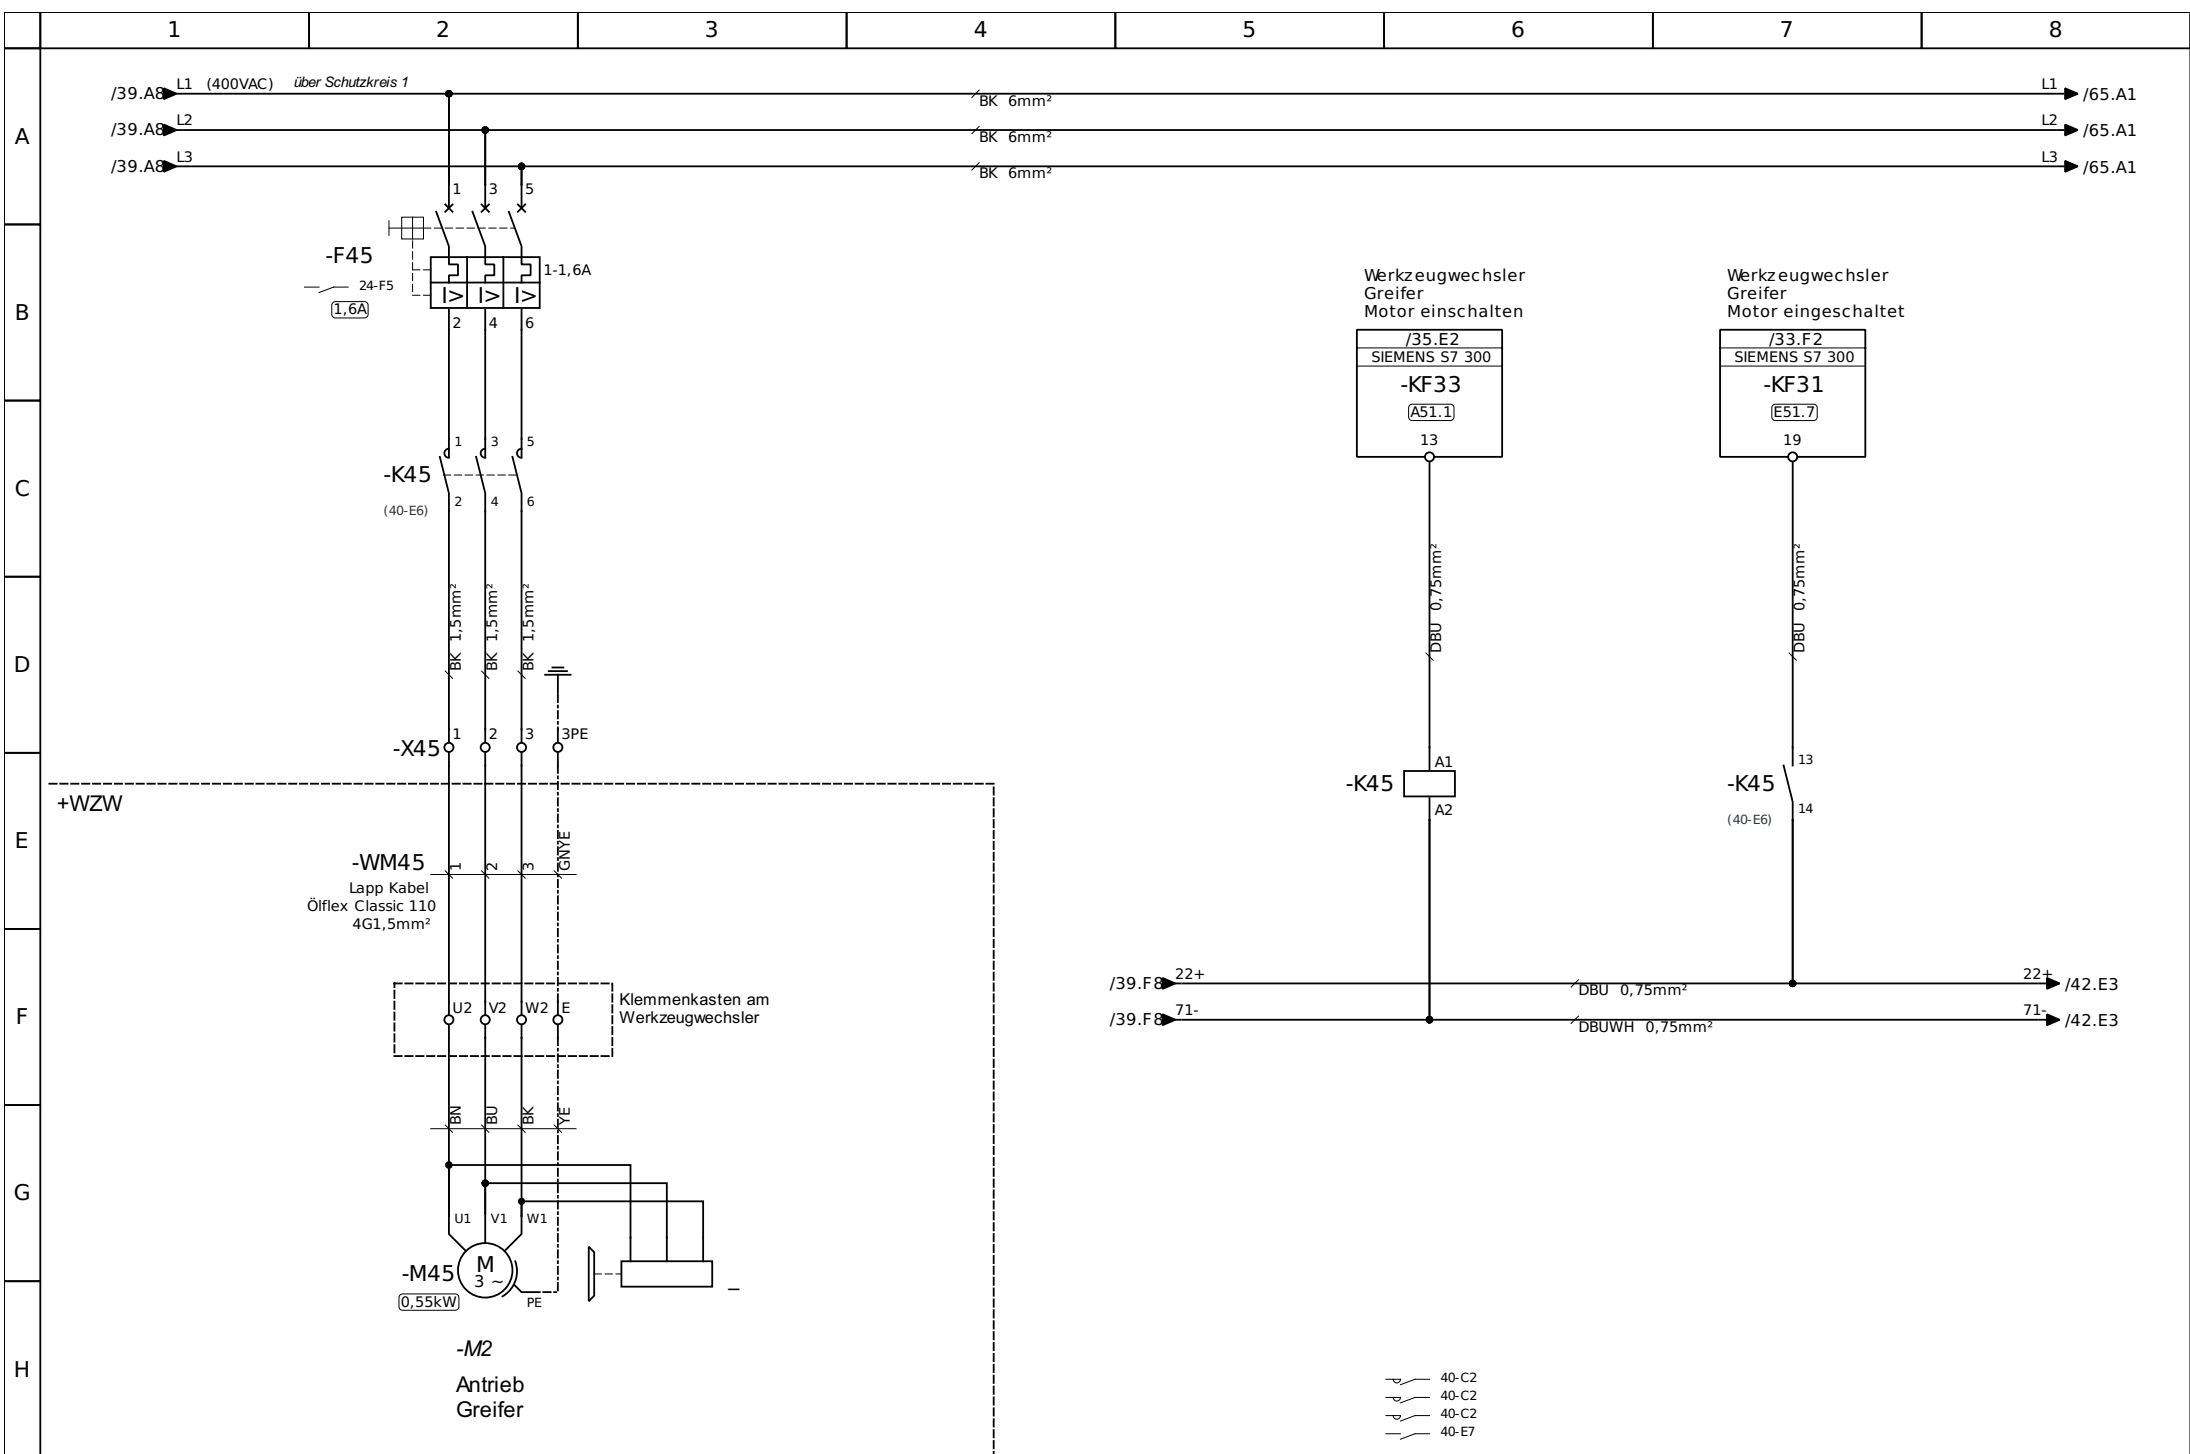 1 2 3 4 5 6 7 8
A
B
C
D
E
F
G
H
/39.A8 L1 (400VAC) über Schutzkreis 1
BK 6mm²
L1 /65.A1
/39.A8 L2
BK 6mm²
L2 /65.A1
/39.A8 L3
BK 6mm²
L3 /65.A1
1 3 5
-F45
1-1,6A
24-F5
1,6A
I> I> I>
2 4 6
1 3 5
-K45
2 4 6
(40-E6)
BK 1,5mm²
BK 1,5mm²
BK 1,5mm²
-X45 1 2 3 3PE
+WZW
-WM45 1 2 3 GNYE
Lapp Kabel
Ölflex Classic 110
4G1,5mm²
U2 V2 W2 E
Klemmenkasten am
Werkzeugwechsler
BN BU BK YE
U1 V1 W1
-M45
M
3 ~
0,55kW
PE
-M2
Antrieb
Greifer
Werkzeugwechsler
Greifer
Motor einschalten
/35.E2
SIEMENS S7 300
-KF33
A51.1
13
DBU 0,75mm²
-K45
A1
A2
Werkzeugwechsler
Greifer
Motor eingeschaltet
/33.F2
SIEMENS S7 300
-KF31
E51.7
19
DBU 0,75mm²
-K45
13
14
(40-E6)
/39.F8 22+
DBU 0,75mm²
22+ /42.E3
/39.F8 71-
DBUWH 0,75mm²
71- /42.E3
40-C2
40-C2
40-C2
40-E7